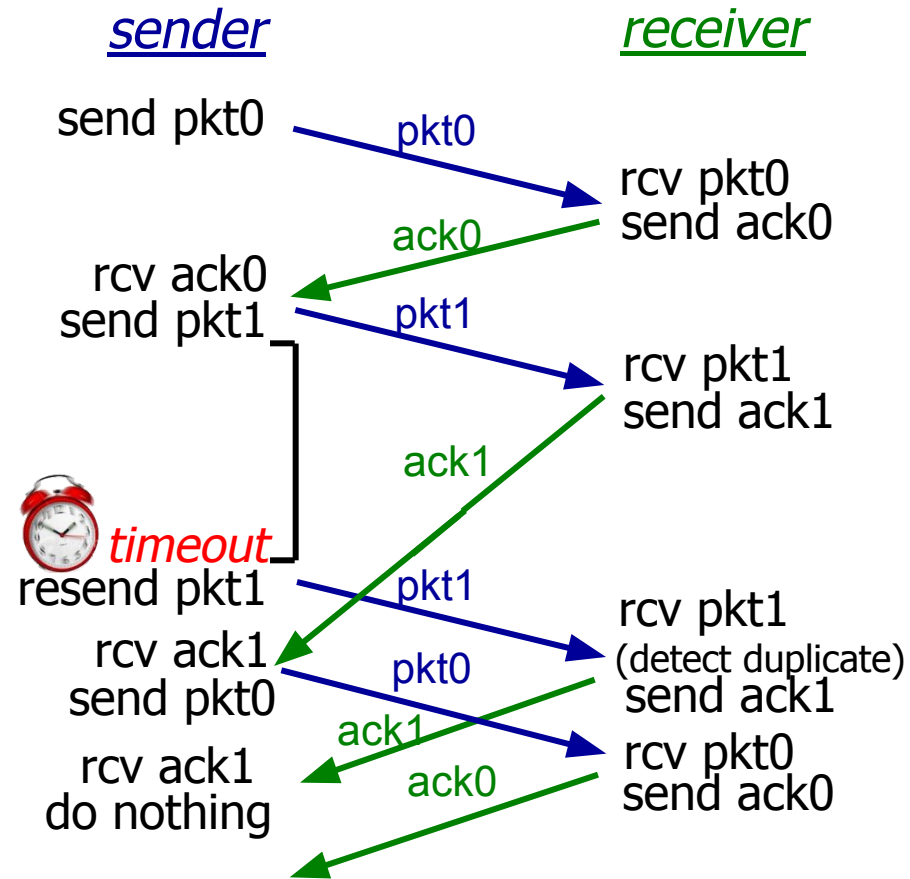 sender
receiver
send pkt0
pkt0
rcv pkt0
send ack0
ack0
rcv ack0
send pkt1
pkt1
rcv pkt1
send ack1
ack1
timeout
resend pkt1
pkt1
rcv pkt1
(detect duplicate)
send ack1
rcv ack1
send pkt0
pkt0
ack1
rcv pkt0
send ack0
rcv ack1
do nothing
ack0